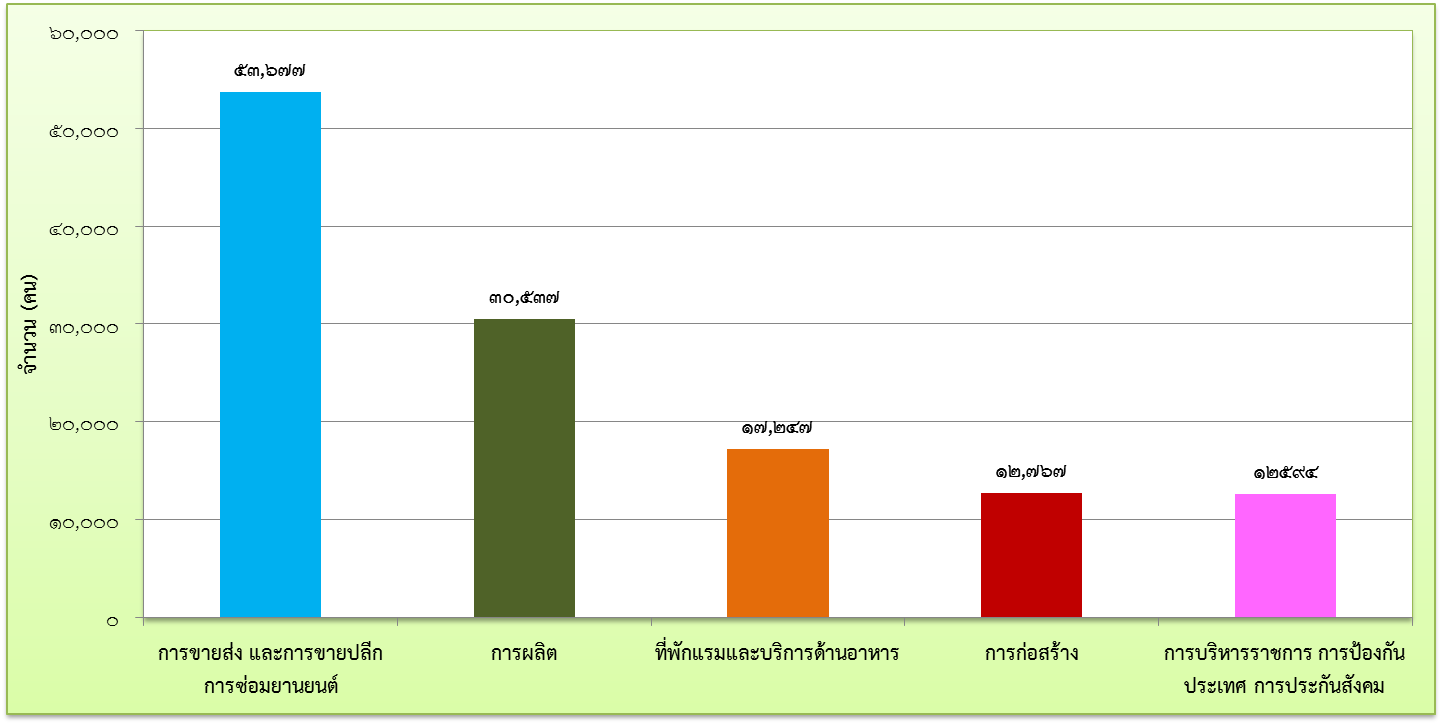 ๖๐,๐๐๐
๕๓,๖๗๗
๕๐,๐๐๐
๔๐,๐๐๐
๓๐,๕๓๗
๓๐,๐๐๐
จำนวน (คน)
๒๐,๐๐๐
๑๗,๒๔๗
๑๒,๗๖๗
๑๒๕๙๔
๑๐,๐๐๐
๐
การขายส่ง และการขายปลีก
การซ่อมยานยนต์
การผลิต
ที่พักแรมและบริการด้านอาหาร
การก่อสร้าง
การบริหารราชการ การป้องกัน
ประเทศ การประกันสังคม